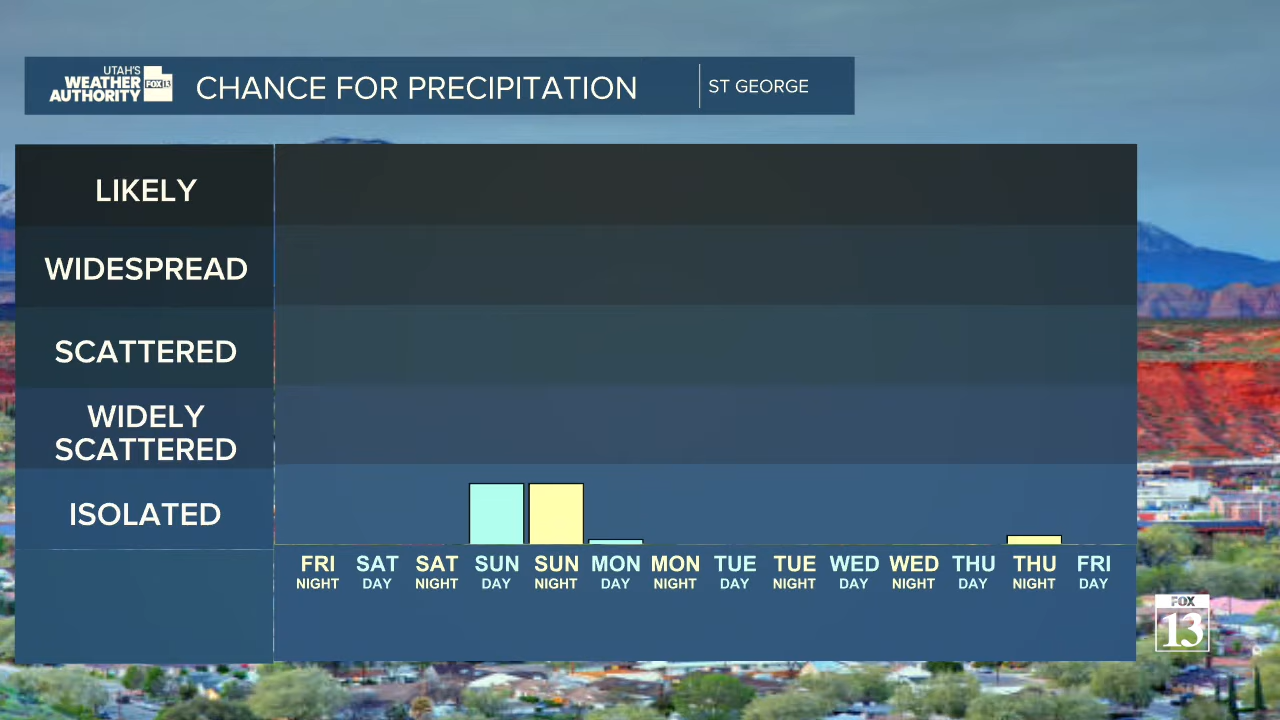 UTAH'S
WEATHER
AUTHORITY
FOX 13
CHANCE FOR PRECIPITATION
ST GEORGE
LIKELY
WIDESPREAD
SCATTERED
WIDELY
SCATTERED
ISOLATED
FRI SAT SAT SUN SUN MON MON TUE TUE WED WED THU THU FRI
NIGHT DAY NIGHT DAY NIGHT DAY NIGHT DAY NIGHT DAY NIGHT DAY NIGHT DAY
FOX
13